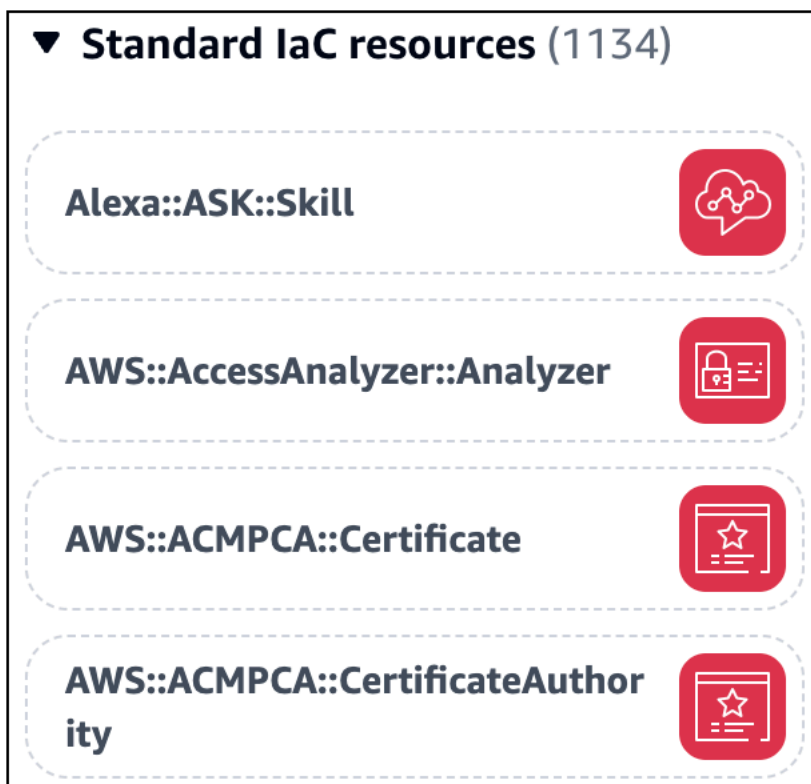 Standard IaC resources (1134)
Alexa::ASK::Skill
AWS::AccessAnalyzer::Analyzer
AWS::ACMPCA::Certificate
AWS::ACMPCA::CertificateAuthor
ity